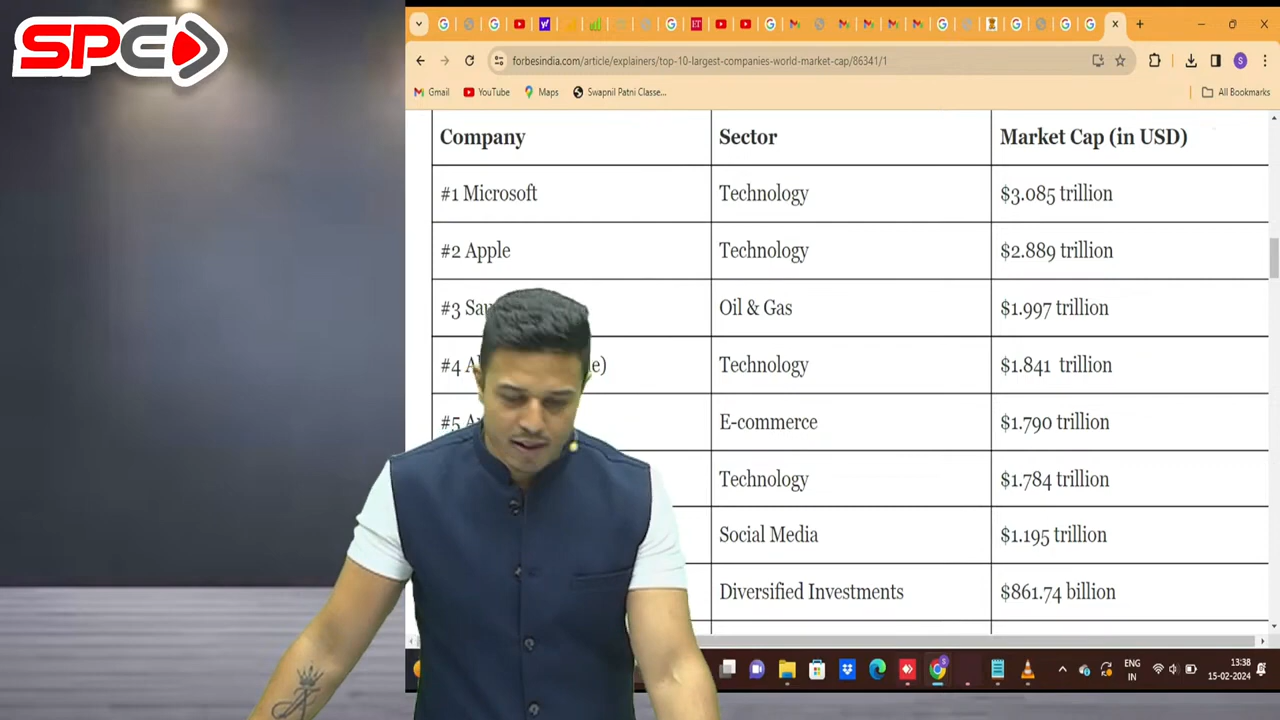 SPC
forbesindia.com/article/explainers/top-10-largest-companies-world-market-cap/86341/1
Gmail YouTube Maps Swapnil Patni Classe... All Bookmarks
Company Sector Market Cap (in USD)
#1 Microsoft Technology $3.085 trillion
#2 Apple Technology $2.889 trillion
#3 Oil & Gas $1.997 trillion
#4 Technology $1.841 trillion
#5 E-commerce $1.790 trillion
Technology $1.784 trillion
Social Media $1.195 trillion
Diversified Investments $861.74 billion
ENG 13:38
IN 15-02-2024